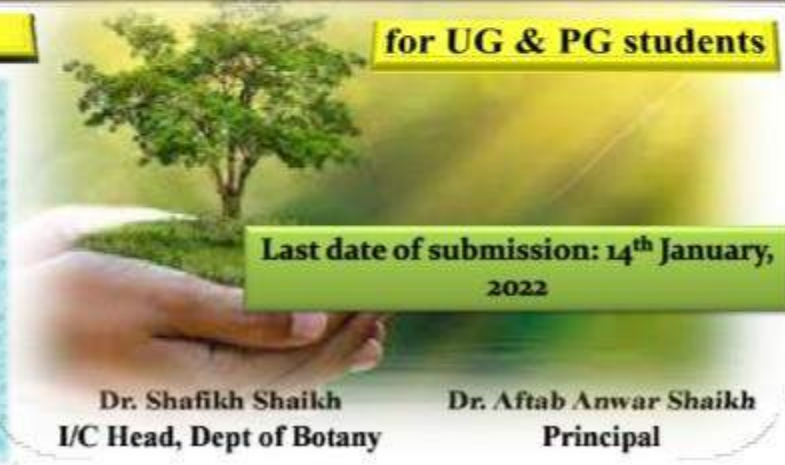 for UG & PG students
Last date of submission: 14th January,
2022
Dr. Shafikh Shaikh
I/C Head, Dept of Botany
Dr. Aftab Anwar Shaikh
Principal